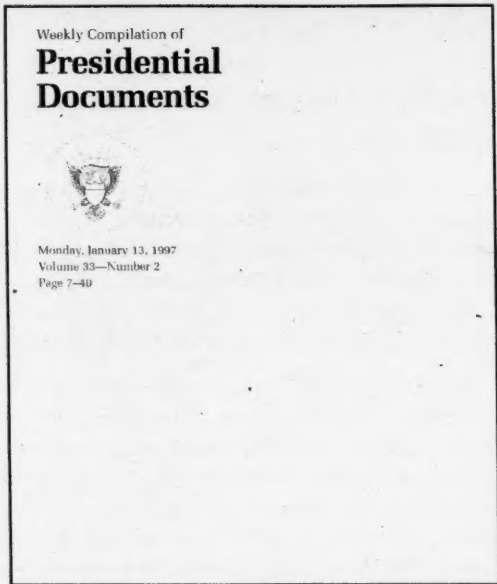 Weekly Compilation of
Presidential
Documents
Monday, January 13, 1997
Volume 33—Number 2
Page 7–40